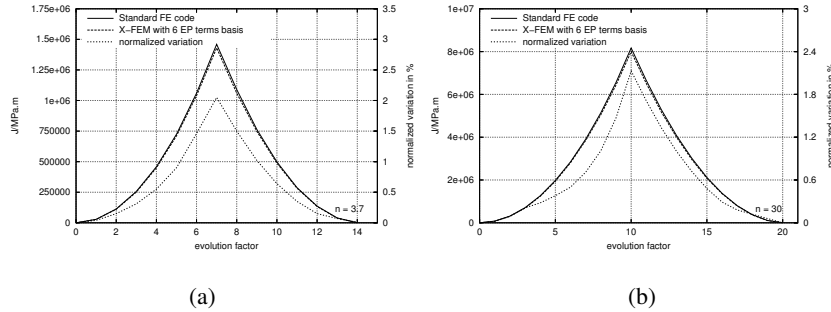 Standard FE code
X-FEM with 6 EP terms basis
normalized variation
1.75e+06
1.5e+06
1.25e+06
1e+06
750000
500000
250000
0
J/MPa.m
3.5
3
2.5
2
1.5
1
0.5
0
normalized variation in %
n = 3.7
0 2 4 6 8 10 12 14
evolution factor
(a)
Standard FE code
X-FEM with 6 EP terms basis
normalized variation
1e+07
8e+06
6e+06
4e+06
2e+06
0
J/MPa.m
3
2.4
1.8
1.2
0.6
0
normalized variation in %
n = 30
0 5 10 15 20
evolution factor
(b)